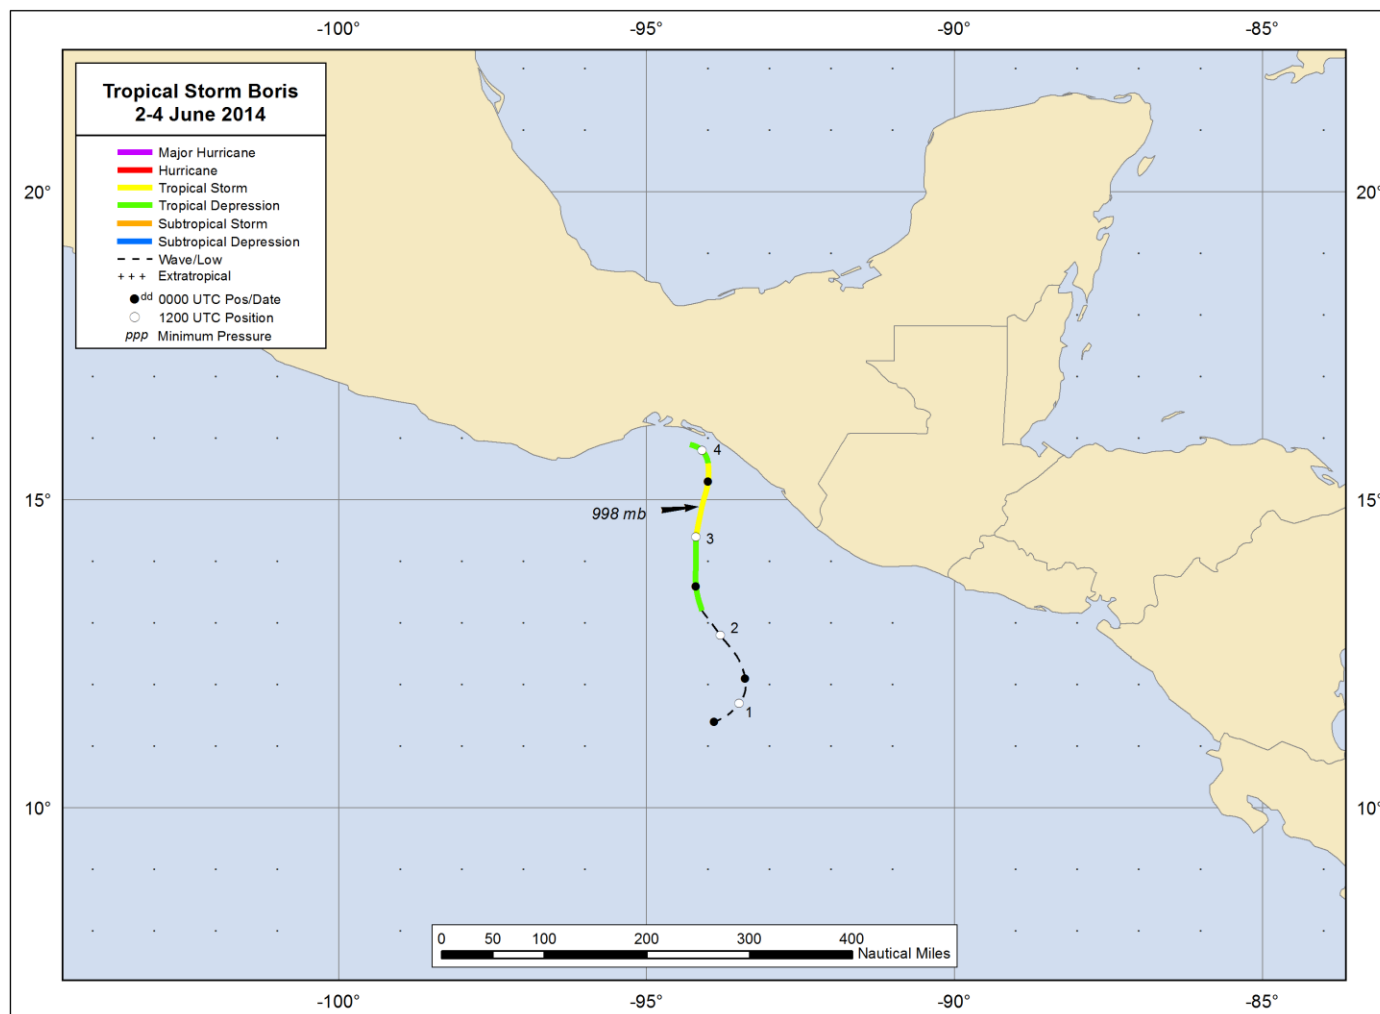 -100° -95° -90° -85°
Tropical Storm Boris
2-4 June 2014
Major Hurricane
Hurricane
Tropical Storm
Tropical Depression
Subtropical Storm
Subtropical Depression
Wave/Low
+++ Extratropical
dd 0000 UTC Pos/Date
1200 UTC Position
ppp Minimum Pressure
20° 20°
4
15° 15°
998 mb
3
2
1
10° 10°
0 50 100 200 300 400
Nautical Miles
-100° -95° -90° -85°